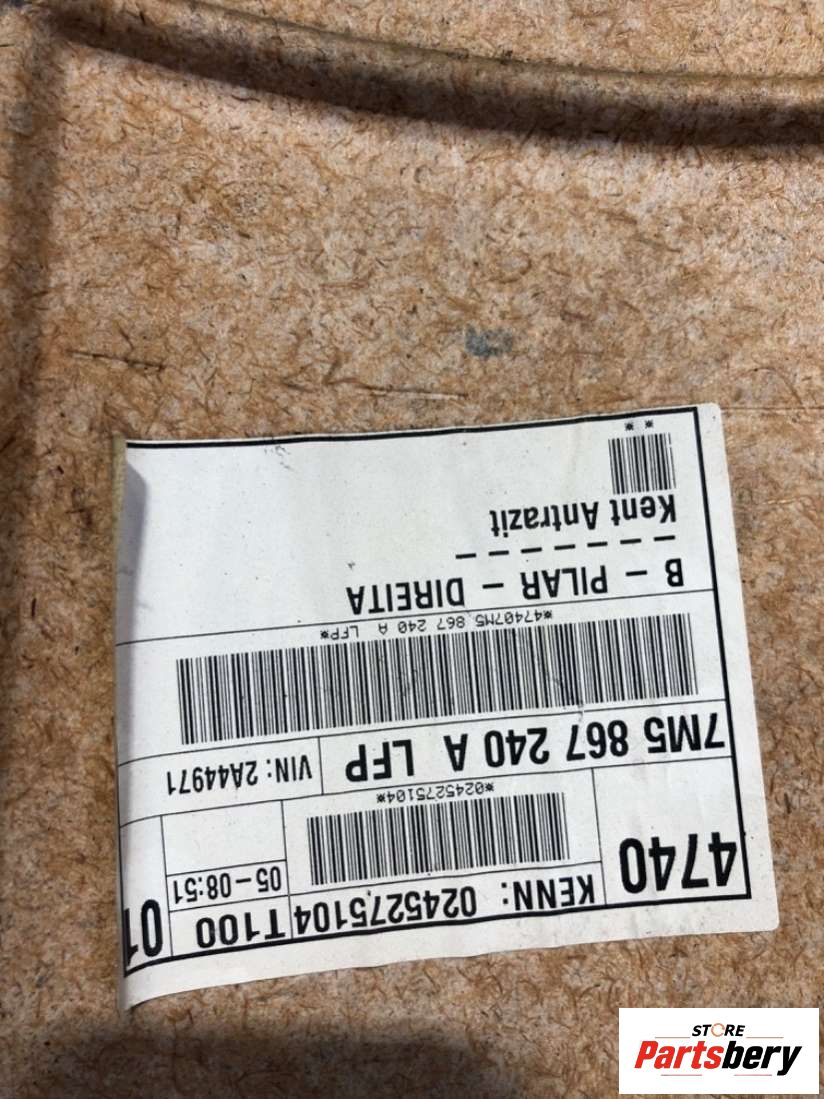 4740
KENN: 0245275104
T100
01
*0245275104*
05-08:51
7M5 867 240 A LFP
VIN: 2A44971
*47407M5 867 240 A LFP*
B - PILAR - DIREITA
- - - - - - -
Kent Antrazit
* *
STORE
Partsbery